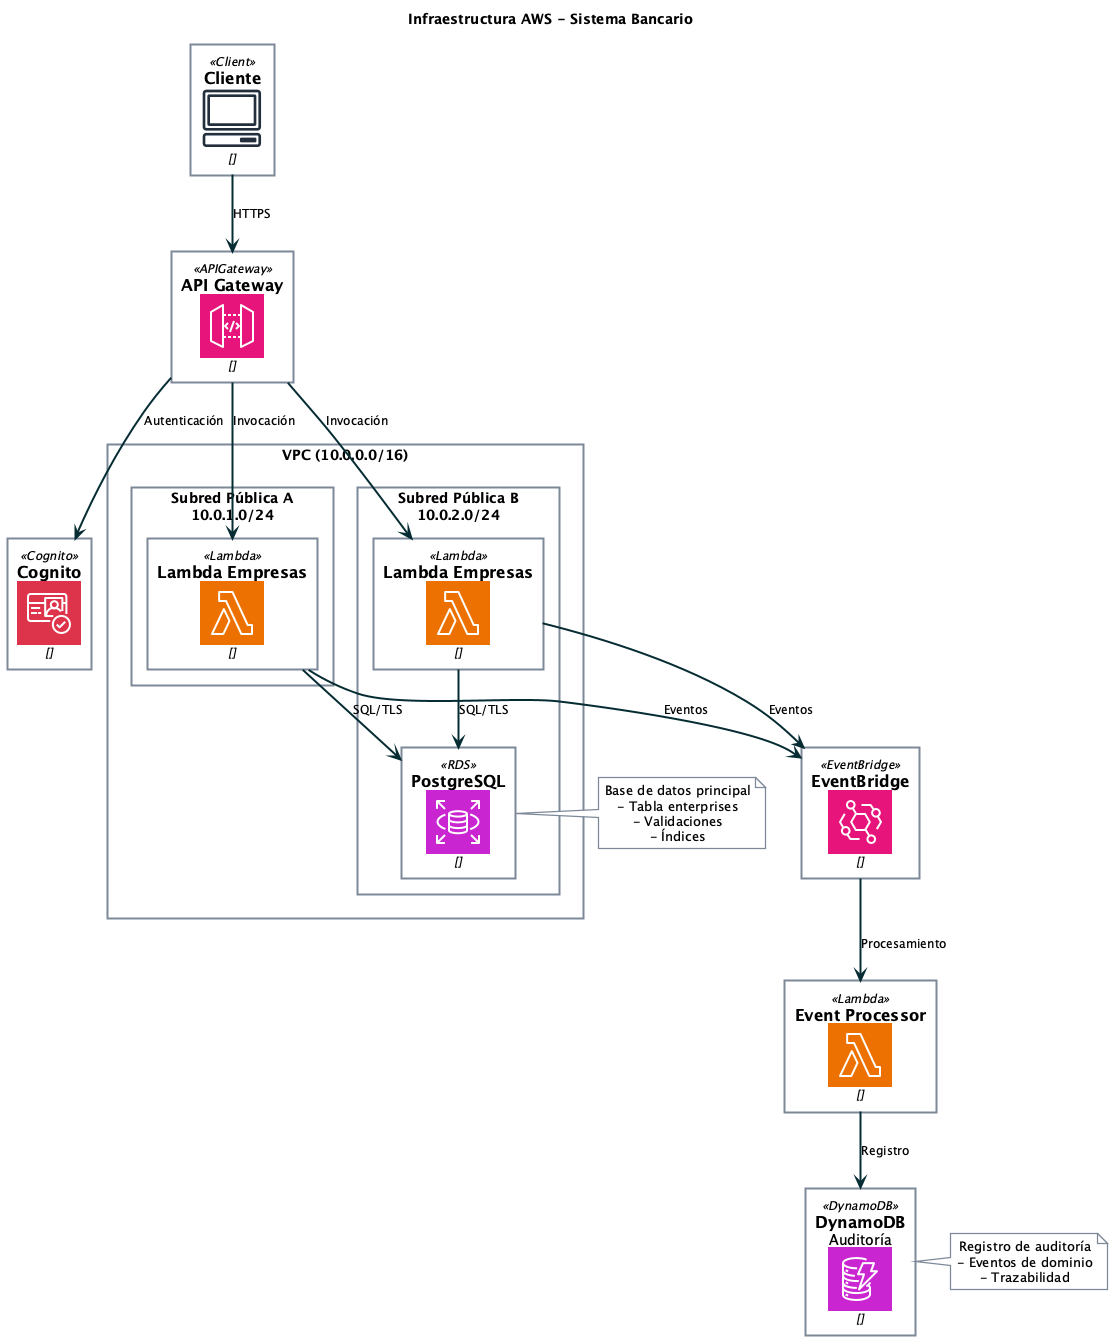 Infraestructura AWS - Sistema Bancario
«Client»
Cliente
[]
HTTPS
«APIGateway»
API Gateway
[]
Autenticación
Invocación
Invocación
VPC (10.0.0.0/16)
Subred Pública A
10.0.1.0/24
Subred Pública B
10.0.2.0/24
«Cognito»
Cognito
[]
«Lambda»
Lambda Empresas
[]
«Lambda»
Lambda Empresas
[]
SQL/TLS
SQL/TLS
Eventos
Eventos
«RDS»
PostgreSQL
[]
Base de datos principal
- Tabla enterprises
- Validaciones
- Índices
«EventBridge»
EventBridge
[]
Procesamiento
«Lambda»
Event Processor
[]
Registro
«DynamoDB»
DynamoDB
Auditoría
[]
Registro de auditoría
- Eventos de dominio
- Trazabilidad